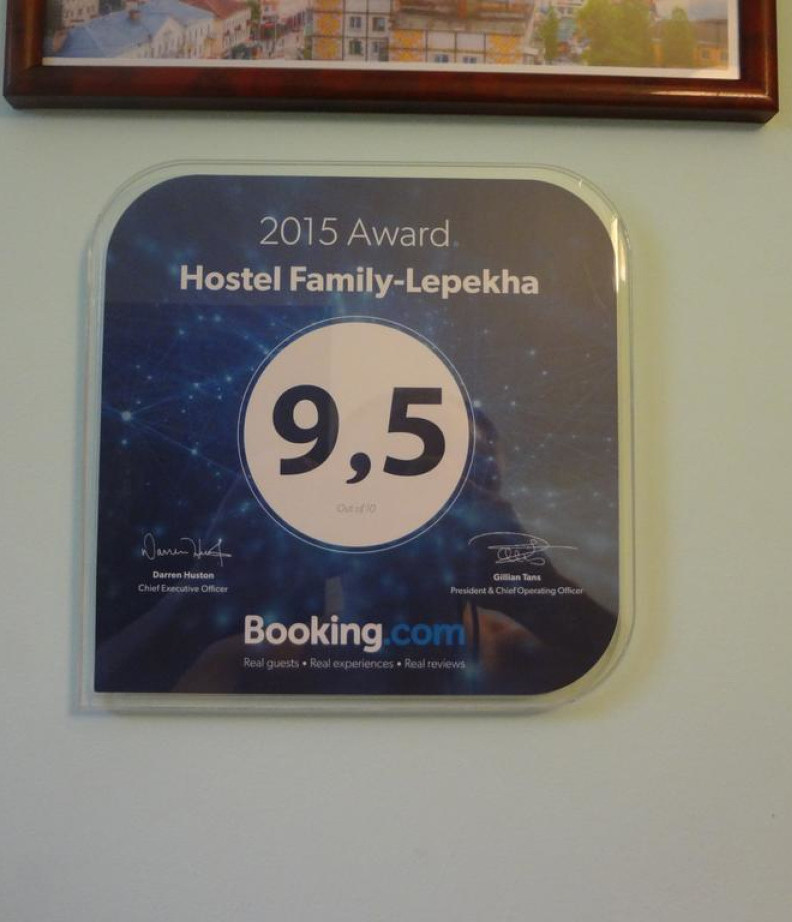 2015 Award
Hostel Family-Lepekha
9,5
Out of 10
Darren Huston
Chief Executive Officer
Gillian Tans
President & Chief Operating Officer
Booking.com
Real guests • Real experiences • Real reviews